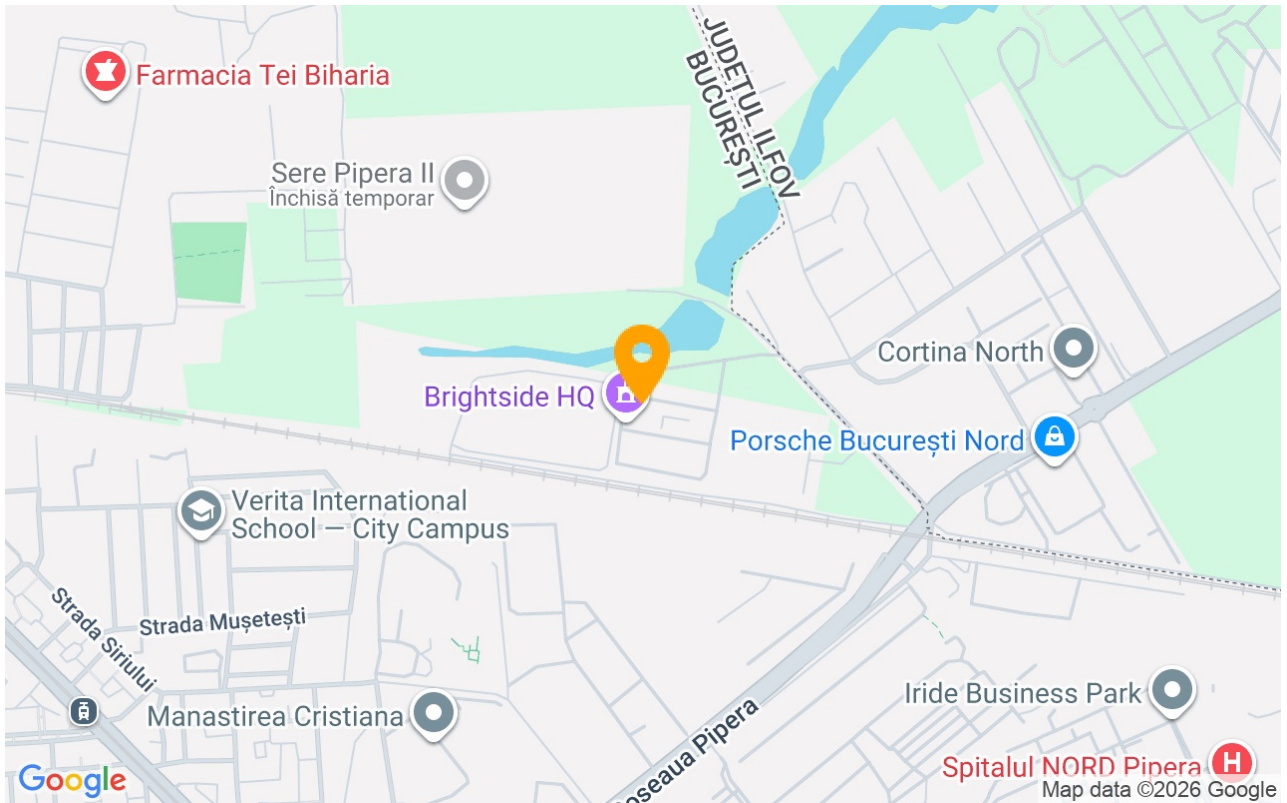 Farmacia Tei Biharia
JUDEȚUL ILFOV
BUCUREȘTI
Sere Pipera II
Închisă temporar
Cortina North
Brightside HQ
Porsche București Nord
Verita International
School — City Campus
Strada Mușetești
Strada Siriului
Manastirea Cristiana
Iride Business Park
Șoseaua Pipera
Spitalul NORD Pipera
H
Google
Map data ©2026 Google